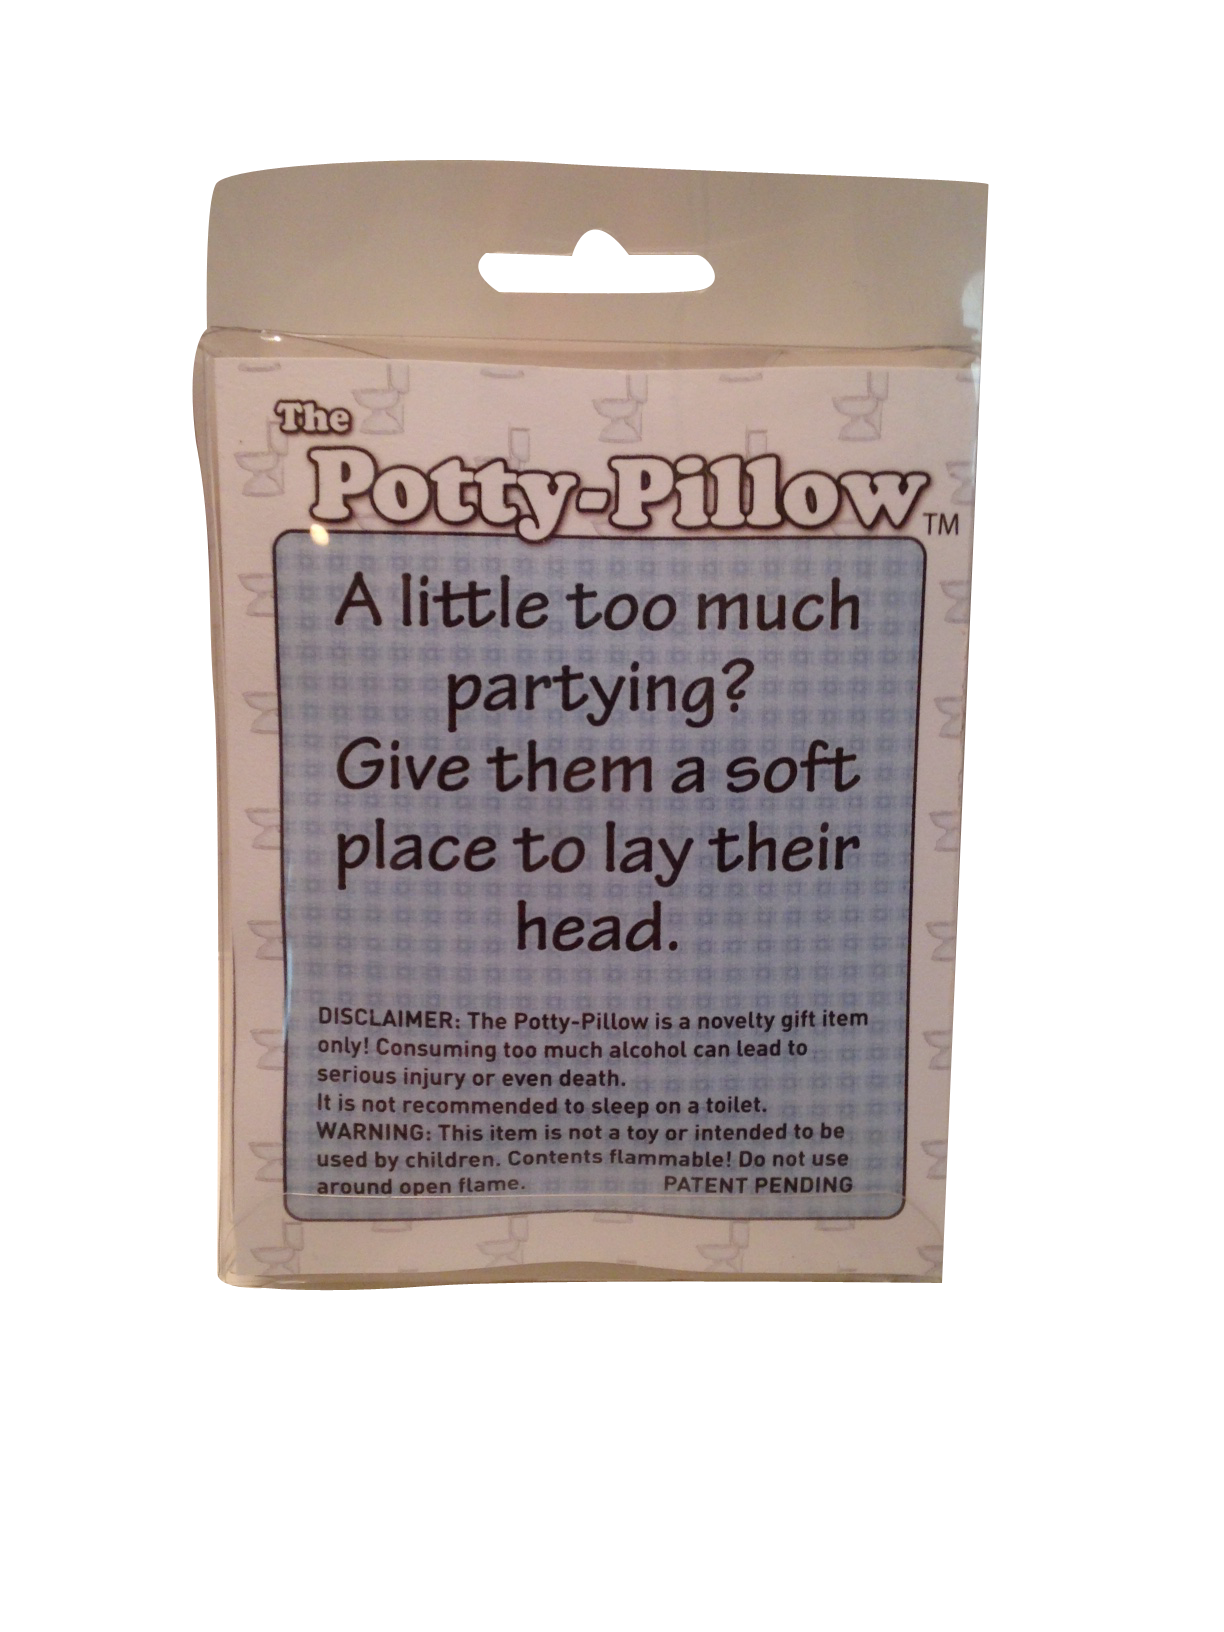 The
Potty-Pillow TM
A little too much
partying?
Give them a soft
place to lay their
head.
DISCLAIMER: The Potty-Pillow is a novelty gift item
only! Consuming too much alcohol can lead to
serious injury or even death.
It is not recommended to sleep on a toilet.
WARNING: This item is not a toy or intended to be
used by children. Contents flammable! Do not use
around open flame. PATENT PENDING